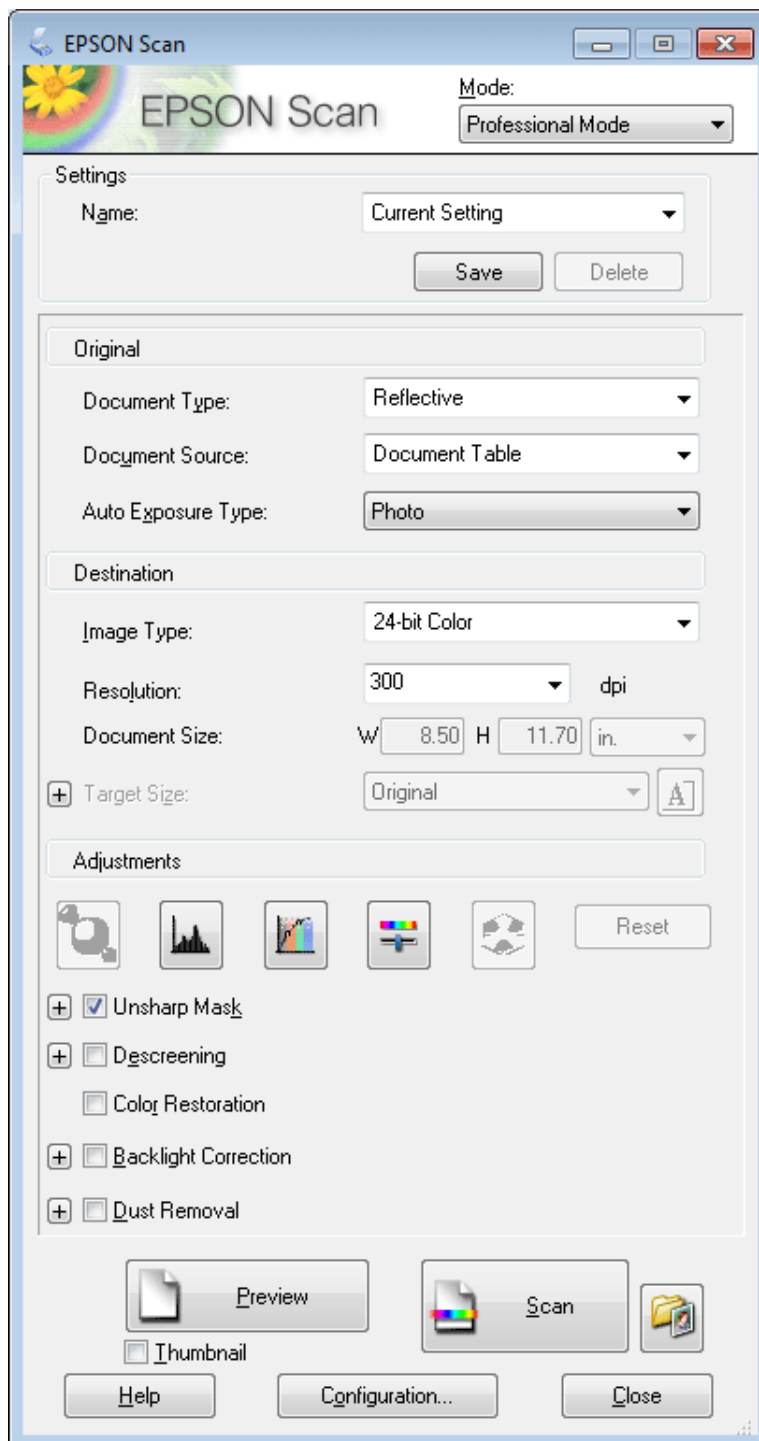 EPSON Scan
EPSON Scan
Mode:
Professional Mode
Settings
Name:
Current Setting
Save
Delete
Original
Document Type:
Reflective
Document Source:
Document Table
Auto Exposure Type:
Photo
Destination
Image Type:
24-bit Color
Resolution:
300
dpi
Document Size:
W 8.50 H 11.70 in.
Target Size:
Original
A
Adjustments
Reset
Unsharp Mask
Descreening
Color Restoration
Backlight Correction
Dust Removal
Preview
Scan
Thumbnail
Help
Configuration...
Close